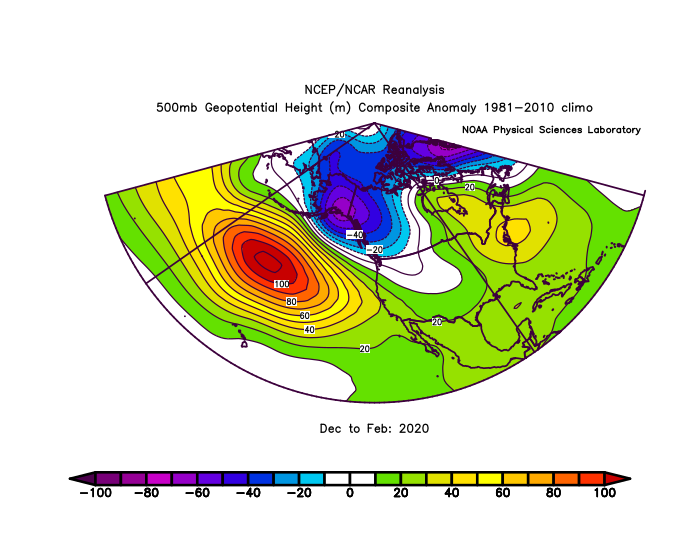 NCEP/NCAR Reanalysis
500mb Geopotential Height (m) Composite Anomaly 1981−2010 climo
NOAA Physical Sciences Laboratory
20
0
20
−40
−20
100
80
60
40
20
20
Dec to Feb: 2020
−100 −80 −60 −40 −20 0 20 40 60 80 100